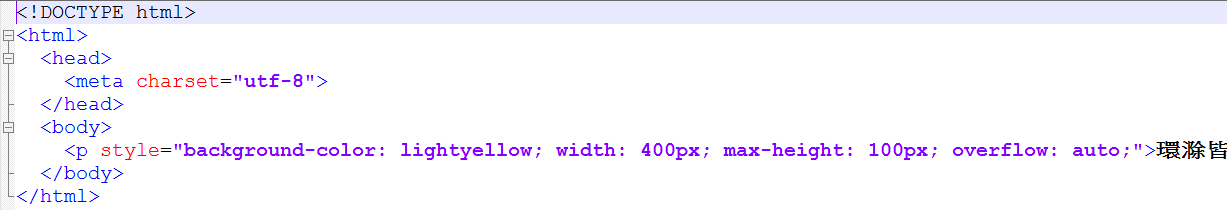 <!DOCTYPE html>
<html>
<head>
<meta charset="utf-8">
</head>
<body>
<p style="background-color: lightyellow; width: 400px; max-height: 100px; overflow: auto;">環滁皆
</body>
</html>